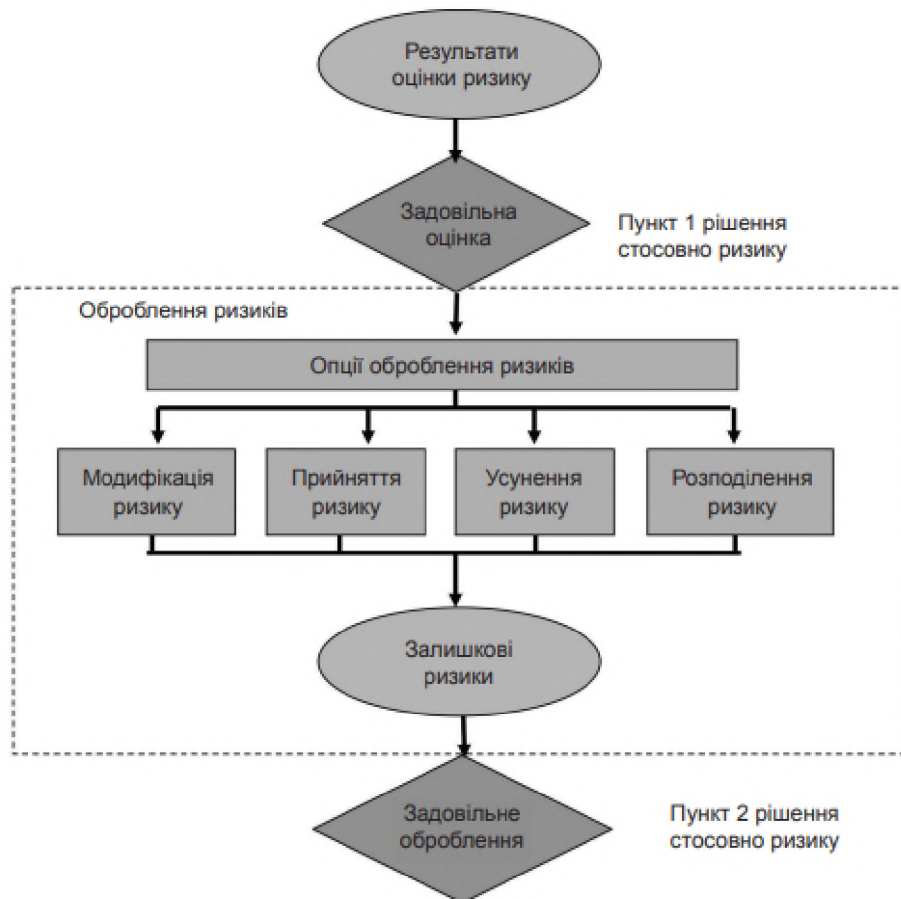 Результати
оцінки ризику
Задовільна
оцінка
Пункт 1 рішення
стосовно ризику
Оброблення ризиків
Опції оброблення ризиків
Модифікація
ризику
Прийняття
ризику
Усунення
ризику
Розподілення
ризику
Залишкові
ризики
Задовільне
оброблення
Пункт 2 рішення
стосовно ризику